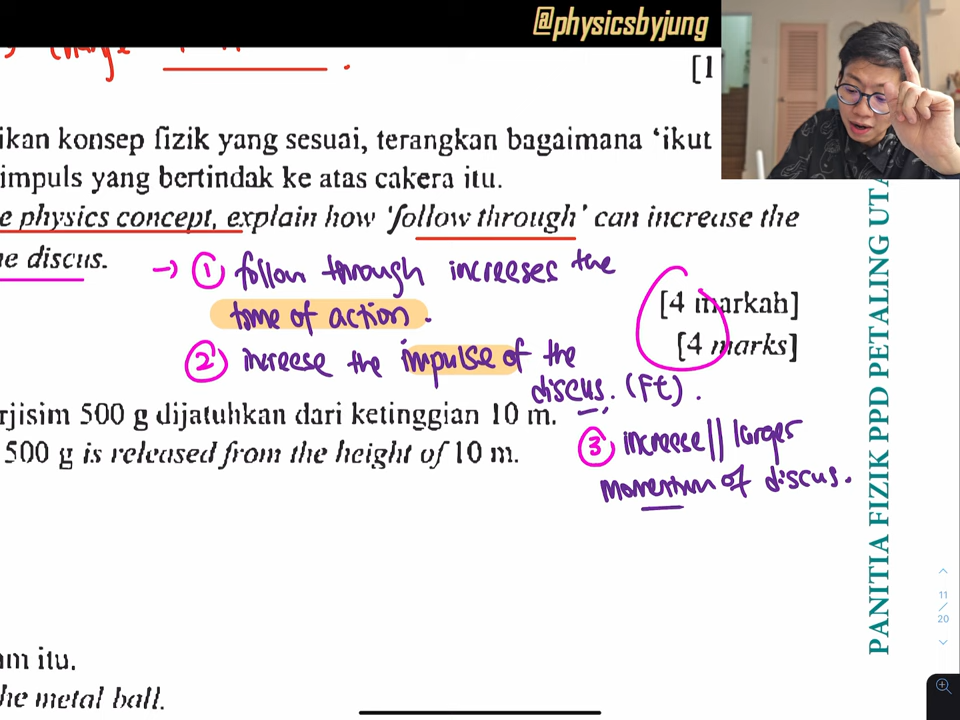 @physicsbyjung
change
[1
ikan konsep fizik yang sesuai, terangkan bagaimana ‘ikut
impuls yang bertindak ke atas cakera itu.
e physics concept, explain how ‘follow through’ can increase the
e discus.
→ ① follow through increases the
time of action.
[4 markah]
[4 marks]
② increese the impulse of the
discus. (Ft).
rjisim 500 g dijatuhkan dari ketinggian 10 m.
500 g is released from the height of 10 m.
③ increase || larger
momentum of discus.
am itu.
he metal ball.
PANITIA FIZIK PPD PETALING UTA
11
/
20